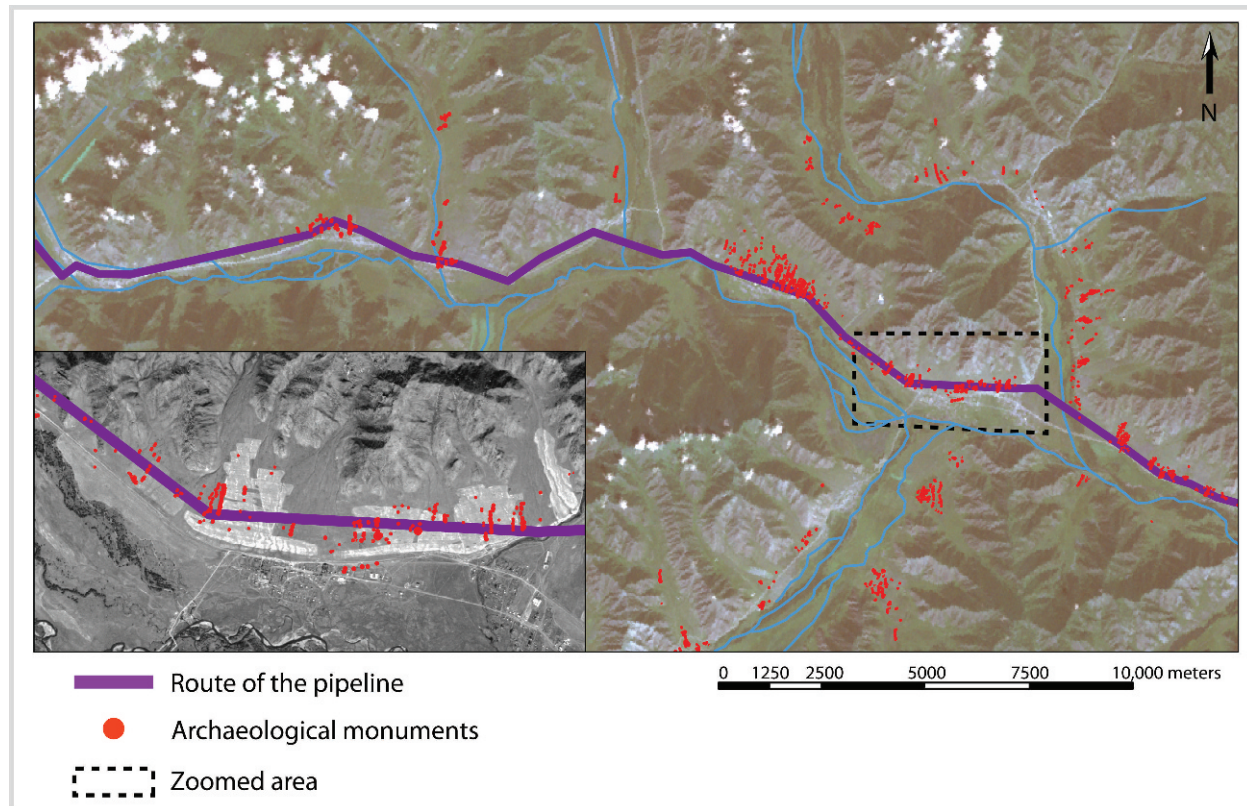 N
0 1250 2500 5000 7500 10,000 meters
Route of the pipeline
Archaeological monuments
Zoomed area